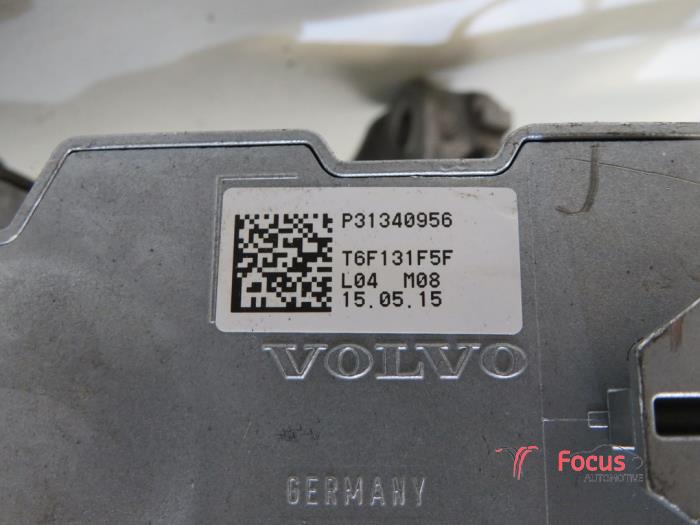 P31340956
T6F131F5F
L04 M08
15.05.15
VOLVO
GERMANY
Focus
AUTOMOTIVE